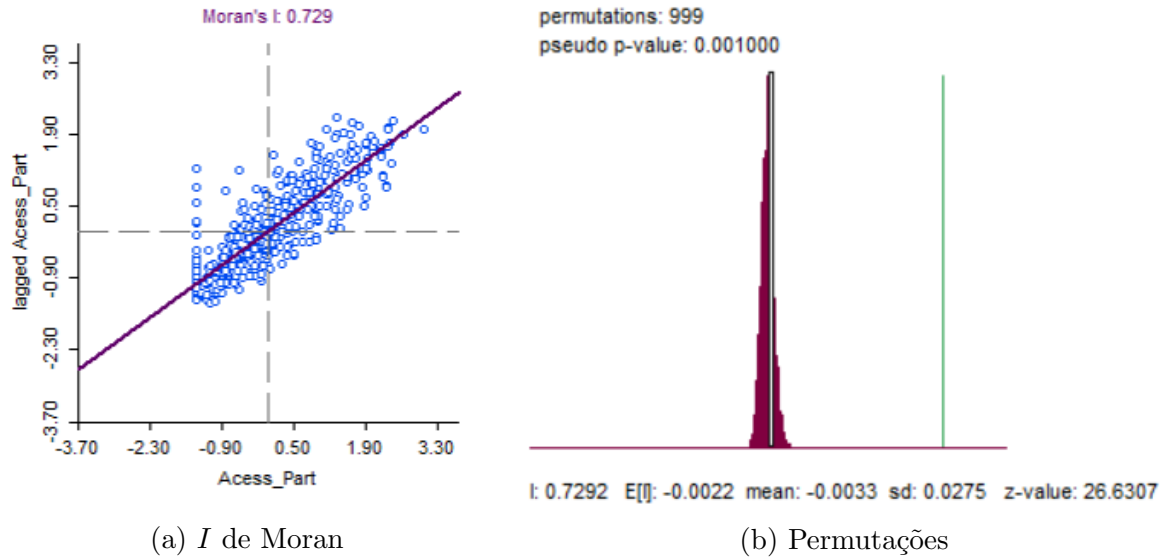 Moran's I: 0.729
3.30
1.90
0.50
-0.90
-2.30
-3.70
lagged Acess_Part
-3.70 -2.30 -0.90 0.50 1.90 3.30
Acess_Part
(a) I de Moran
permutations: 999
pseudo p-value: 0.001000
I: 0.7292 E[I]: -0.0022 mean: -0.0033 sd: 0.0275 z-value: 26.6307
(b) Permutações